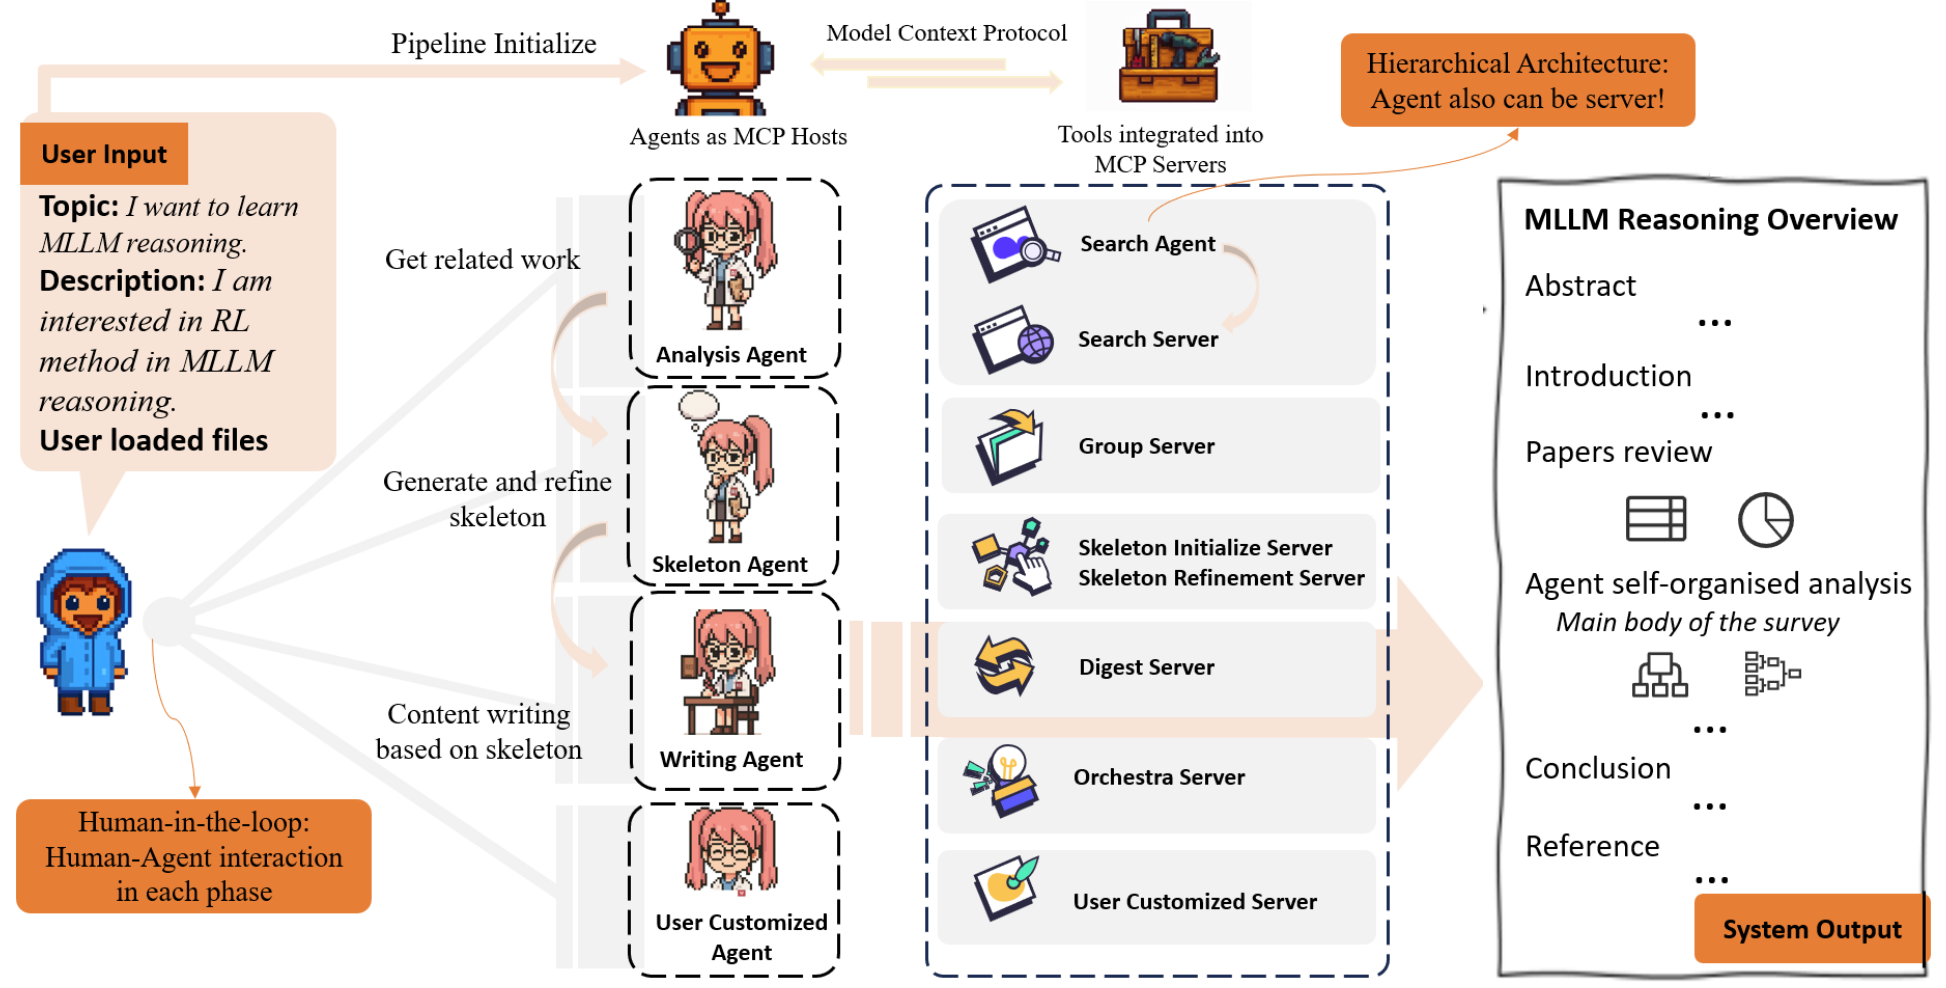 Pipeline Initialize
Model Context Protocol
Agents as MCP Hosts
Tools integrated into
MCP Servers
Hierarchical Architecture:
Agent also can be server!
User Input
Topic: I want to learn
MLLM reasoning.
Description: I am
interested in RL
method in MLLM
reasoning.
User loaded files
Human-in-the-loop:
Human-Agent interaction
in each phase
Get related work
Generate and refine
skeleton
Content writing
based on skeleton
Analysis Agent
Skeleton Agent
Writing Agent
User Customized
Agent
Search Agent
Search Server
Group Server
Skeleton Initialize Server
Skeleton Refinement Server
Digest Server
Orchestra Server
User Customized Server
MLLM Reasoning Overview
Abstract
...
Introduction
...
Papers review
Agent self-organised analysis
Main body of the survey
...
Conclusion
...
Reference
...
System Output